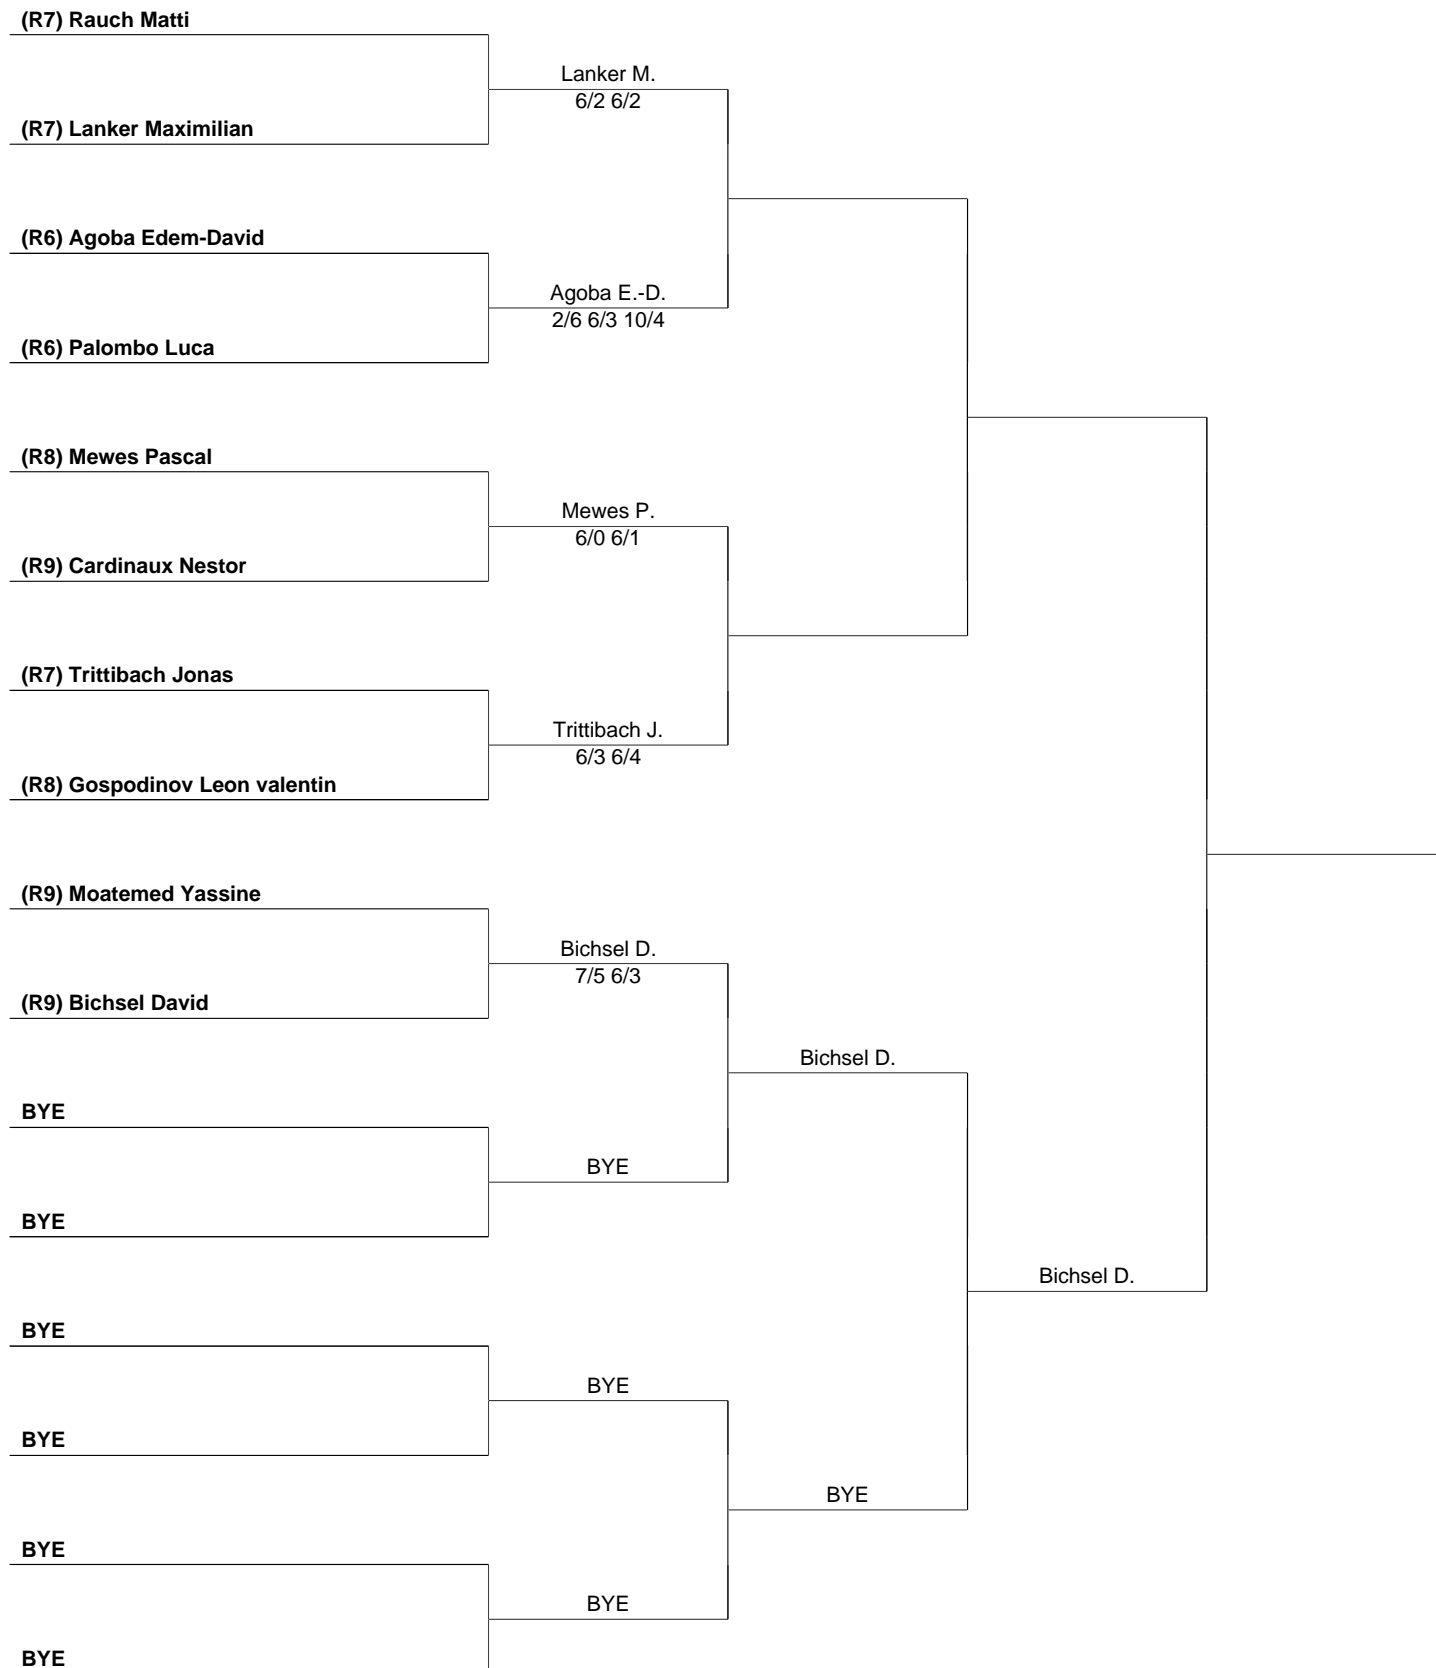 (R7) Rauch Matti
Lanker M.
6/2 6/2
(R7) Lanker Maximilian
(R6) Agoba Edem-David
Agoba E.-D.
2/6 6/3 10/4
(R6) Palombo Luca
(R8) Mewes Pascal
Mewes P.
6/0 6/1
(R9) Cardinaux Nestor
(R7) Trittibach Jonas
Trittibach J.
6/3 6/4
(R8) Gospodinov Leon valentin
(R9) Moatemed Yassine
Bichsel D.
7/5 6/3
(R9) Bichsel David
Bichsel D.
BYE
BYE
BYE
Bichsel D.
BYE
BYE
BYE
BYE
BYE
BYE
BYE